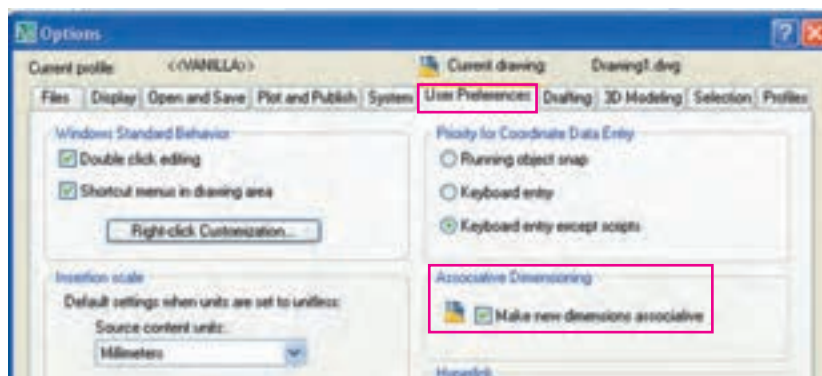 Options
Current profile: <<VANILLA>> Current drawing: Drawing1.dwg
Files Display Open and Save Plot and Publish System User Preferences Drafting 3D Modeling Selection Profiles
Windows Standard Behavior
Double click editing
Shortcut menus in drawing area
Right-click Customization...
Insertion scale
Default settings when units are set to unitless:
Source content units:
Millimeters
Priority for Coordinate Data Entry
Running object snap
Keyboard entry
Keyboard entry except scripts
Associative Dimensioning
Make new dimensions associative
Hyperlink